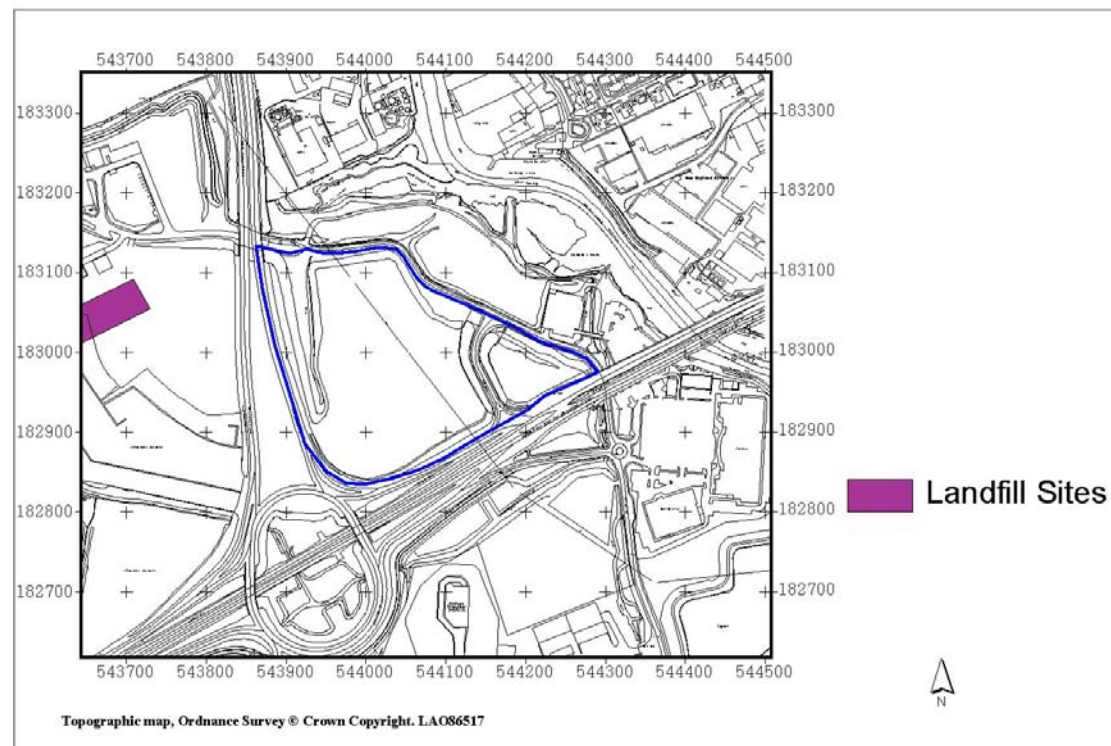 543700 543800 543900 544000 544100 544200 544300 544400 544500
183300 183300
183200 183200
183100 183100
183000 183000
182900 182900
Landfill Sites
182800 182800
182700 182700
543700 543800 543900 544000 544100 544200 544300 544400 544500
N
Topographic map, Ordnance Survey © Crown Copyright. LAO86517